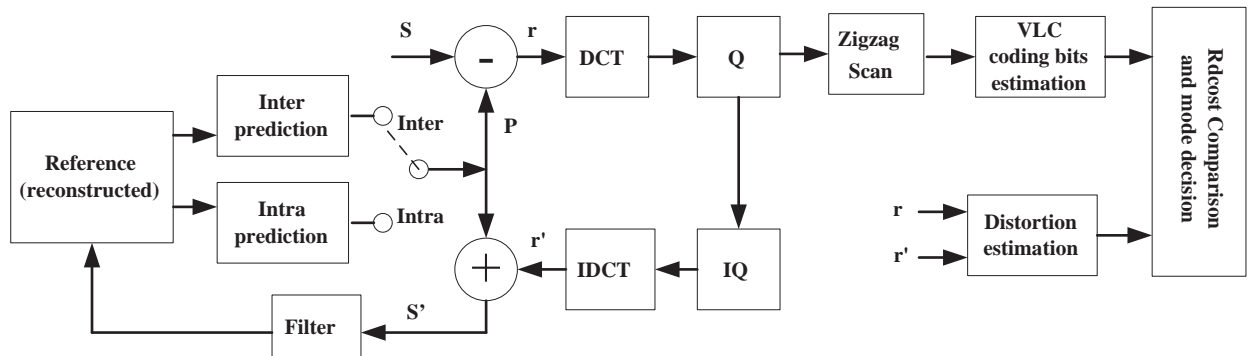 S
r
-
DCT
Q
Zigzag
Scan
VLC
coding bits
estimation
Rdcost Comparison
and mode decision
Inter
prediction
Inter
P
Reference
(reconstructed)
Intra
prediction
Intra
r
r'
Distortion
estimation
+
r'
IDCT
IQ
S’
Filter